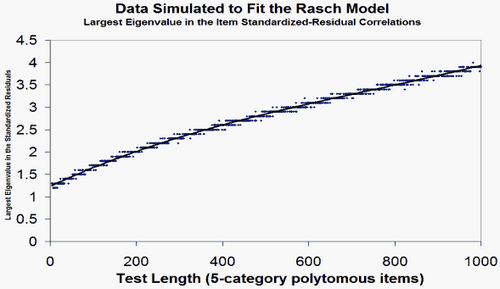 Data Simulated to Fit the Rasch Model
Largest Eigenvalue in the Item Standardized-Residual Correlations
Largest Eigenvalue in the Standardized Residuals
4.5
4
3.5
3
2.5
2
1.5
1
0.5
0
0 200 400 600 800 1000
Test Length (5-category polytomous items)